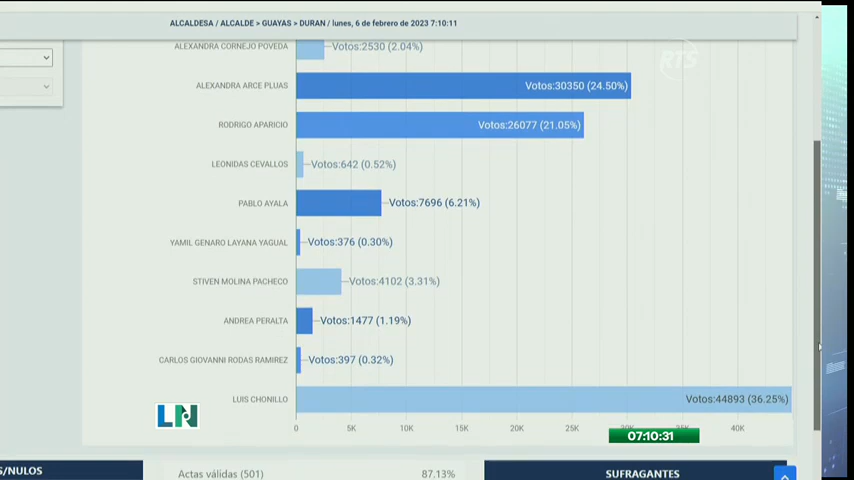 ALCALDESA / ALCALDE > GUAYAS > DURAN / lunes, 6 de febrero de 2023 7:10:11
ALEXANDRA CORNEJO POVEDA Votos:2530 (2.04%)
RTS
ALEXANDRA ARCE PLUAS Votos:30350 (24.50%)
RODRIGO APARICIO Votos:26077 (21.05%)
LEONIDAS CEVALLOS Votos:642 (0.52%)
PABLO AYALA Votos:7696 (6.21%)
YAMIL GENARO LAYANA YAGUAL Votos:376 (0.30%)
STIVEN MOLINA PACHECO Votos:4102 (3.31%)
ANDREA PERALTA Votos:1477 (1.19%)
CARLOS GIOVANNI RODAS RAMIREZ Votos:397 (0.32%)
LUIS CHONILLO Votos:44893 (36.25%)
LN
0 5K 10K 15K 20K 25K 30K 35K 40K
07:10:31
S/NULOS
Actas válidas (501) 87.13%
SUFRAGANTES